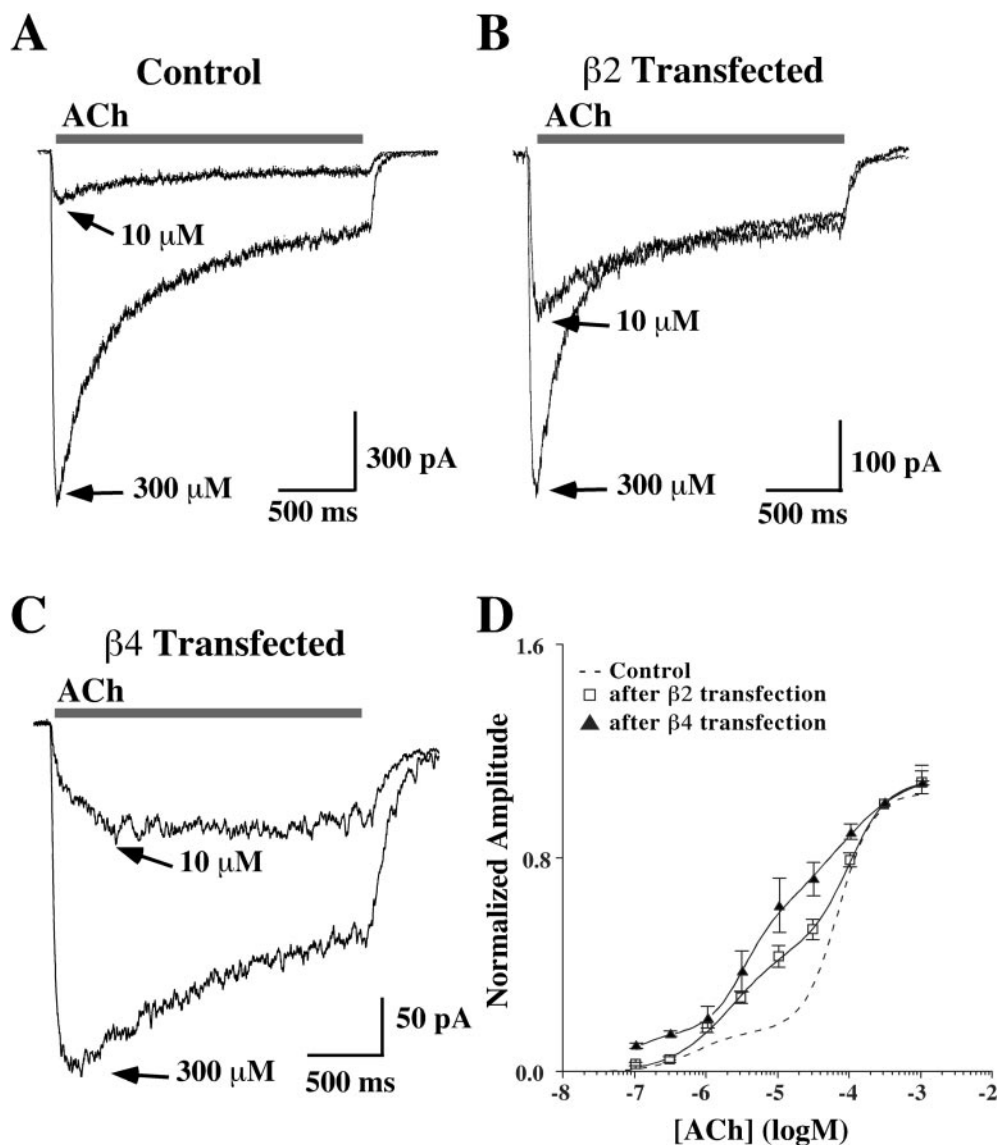 A
Control
ACh
10 μM
300 μM
300 pA
500 ms
B
β2 Transfected
ACh
10 μM
300 μM
100 pA
500 ms
C
β4 Transfected
ACh
10 μM
300 μM
50 pA
500 ms
D
Control
after β2 transfection
after β4 transfection
Normalized Amplitude
1.6
0.8
0.0
-8 -7 -6 -5 -4 -3 -2
[ACh] (logM)